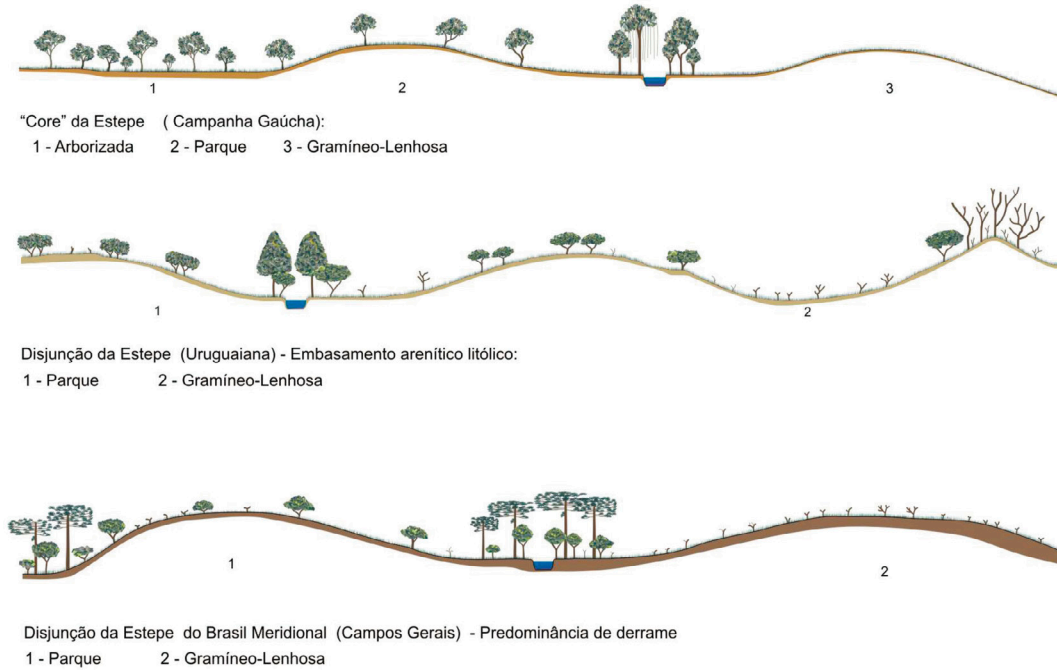 1 2 3
“Core” da Estepe ( Campanha Gaúcha):
1 - Arborizada 2 - Parque 3 - Gramíneo-Lenhosa
1 2
Disjunção da Estepe (Uruguaiana) - Embasamento arenítico litólico:
1 - Parque 2 - Gramíneo-Lenhosa
1 2
Disjunção da Estepe do Brasil Meridional (Campos Gerais) - Predominância de derrame
1 - Parque 2 - Gramíneo-Lenhosa